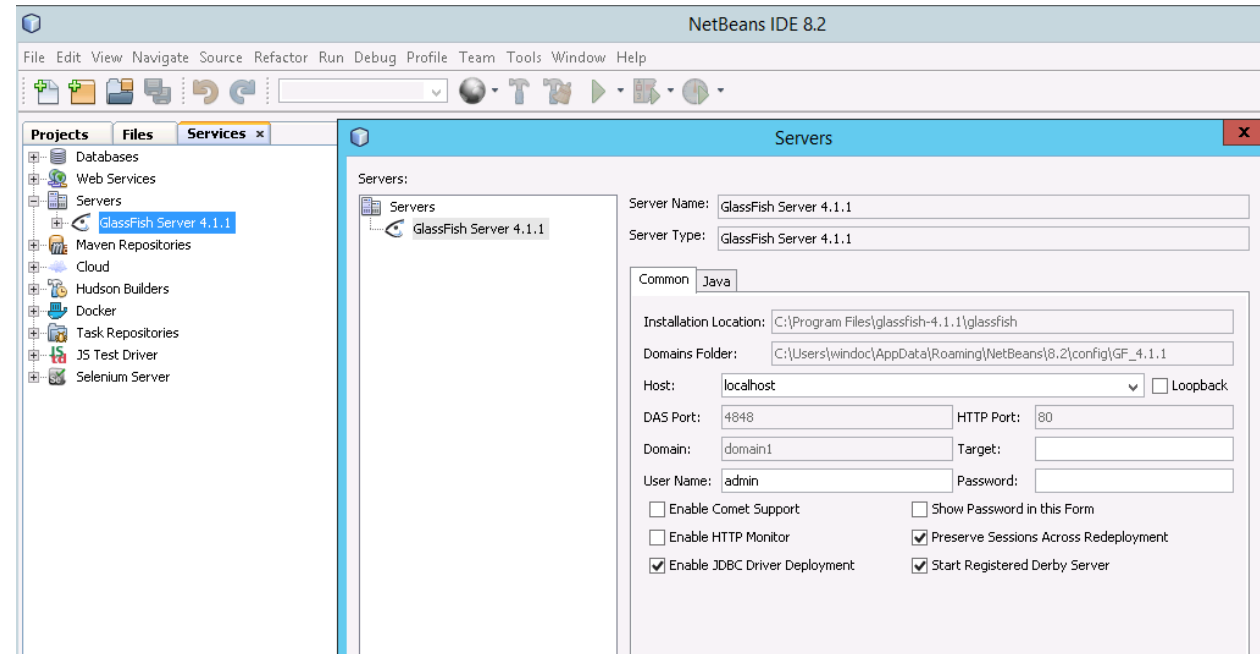 NetBeans IDE 8.2
File Edit View Navigate Source Refactor Run Debug Profile Team Tools Window Help
Projects Files Services x
Databases
Web Services
Servers
GlassFish Server 4.1.1
Maven Repositories
Cloud
Hudson Builders
Docker
Task Repositories
JS Test Driver
Selenium Server
Servers
x
Servers:
Servers
GlassFish Server 4.1.1
Server Name: GlassFish Server 4.1.1
Server Type: GlassFish Server 4.1.1
Common Java
Installation Location: C:\Program Files\glassfish-4.1.1\glassfish
Domains Folder: C:\Users\windoc\AppData\Roaming\NetBeans\8.2\config\GF_4.1.1
Host: localhost Loopback
DAS Port: 4848 HTTP Port: 80
Domain: domain1 Target:
User Name: admin Password:
Enable Comet Support Show Password in this Form
Enable HTTP Monitor Preserve Sessions Across Redeployment
Enable JDBC Driver Deployment Start Registered Derby Server